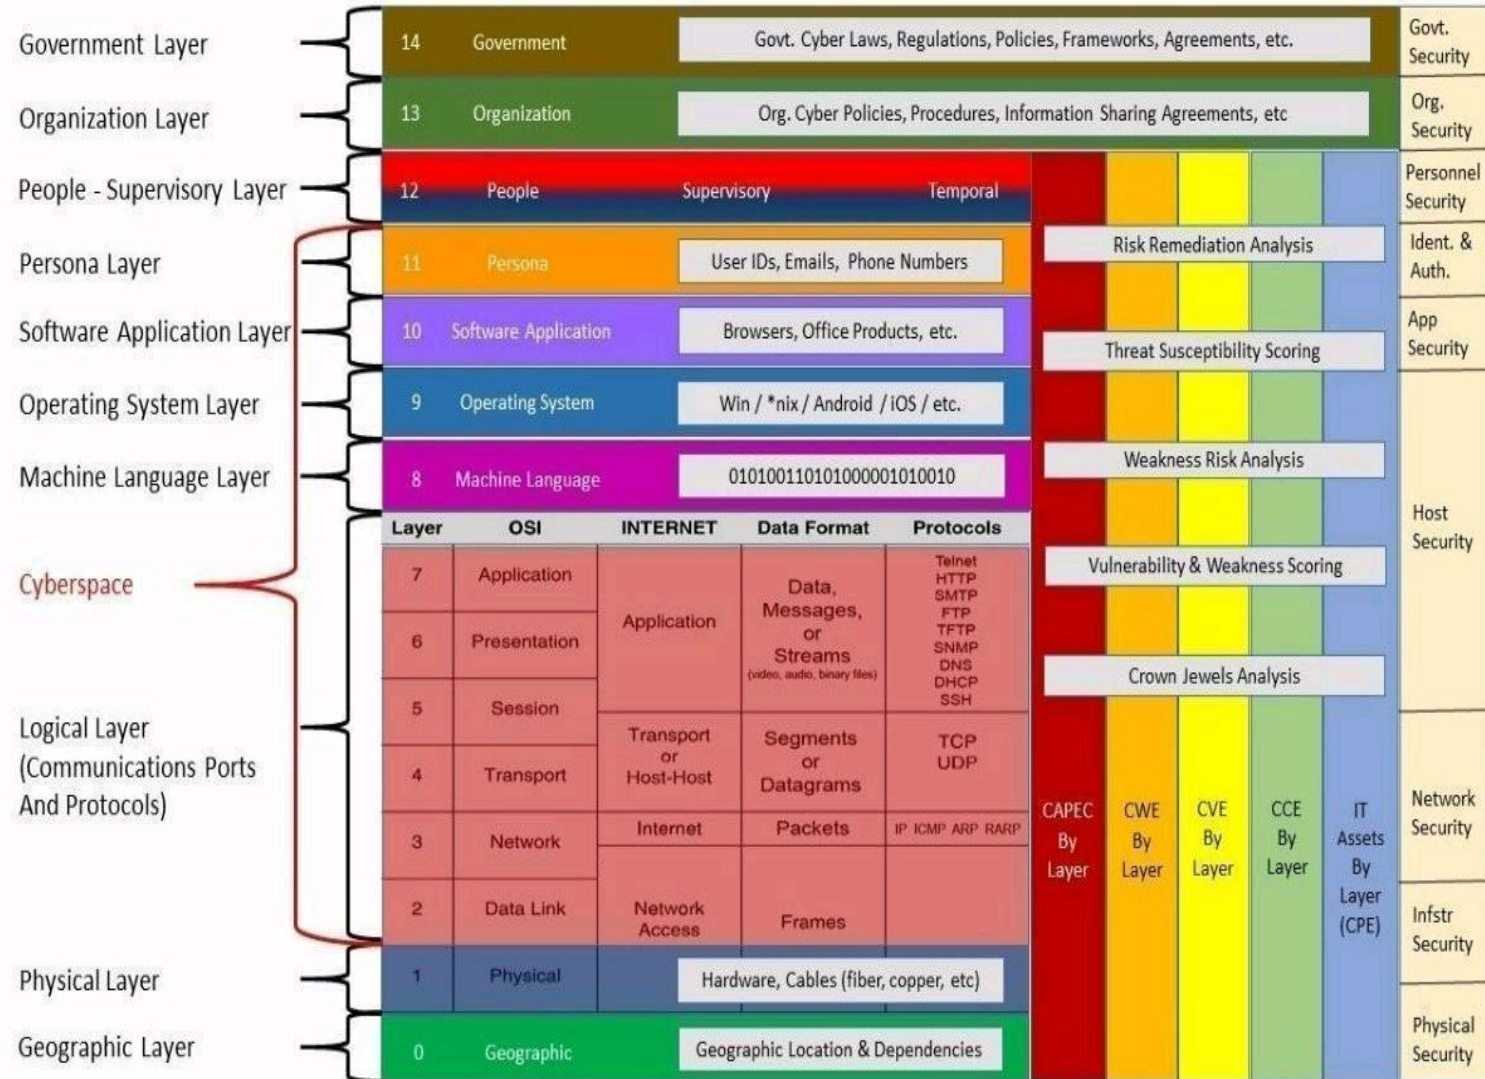 Government Layer
14 Government Govt. Cyber Laws, Regulations, Policies, Frameworks, Agreements, etc.
Govt.
Security
Organization Layer
13 Organization Org. Cyber Policies, Procedures, Information Sharing Agreements, etc
Org.
Security
People - Supervisory Layer
12 People Supervisory Temporal
Personnel
Security
Persona Layer
11 Persona User IDs, Emails, Phone Numbers
Risk Remediation Analysis
Ident. &
Auth.
Software Application Layer
10 Software Application Browsers, Office Products, etc.
Threat Susceptibility Scoring
App
Security
Operating System Layer
9 Operating System Win / *nix / Android / iOS / etc.
Machine Language Layer
8 Machine Language 010100110101000001010010
Weakness Risk Analysis
Host
Security
Layer OSI INTERNET Data Format Protocols
Cyberspace
7 Application
6 Presentation
5 Session
4 Transport
3 Network
2 Data Link
1 Physical
Application
Transport
or
Host-Host
Internet
Network
Access
Data,
Messages,
or
Streams
(video, audio, binary files)
Segments
or
Datagrams
Packets
Frames
Telnet
HTTP
SMTP
FTP
TFTP
SNMP
DNS
DHCP
SSH
TCP
UDP
IP ICMP ARP RARP
Vulnerability & Weakness Scoring
Crown Jewels Analysis
Logical Layer
(Communications Ports
And Protocols)
CAPEC
By
Layer
CWE
By
Layer
CVE
By
Layer
CCE
By
Layer
IT
Assets
By
Layer
(CPE)
Network
Security
Infstr
Security
Physical Layer
Hardware, Cables (fiber, copper, etc)
Geographic Layer
0 Geographic Geographic Location & Dependencies
Physical
Security